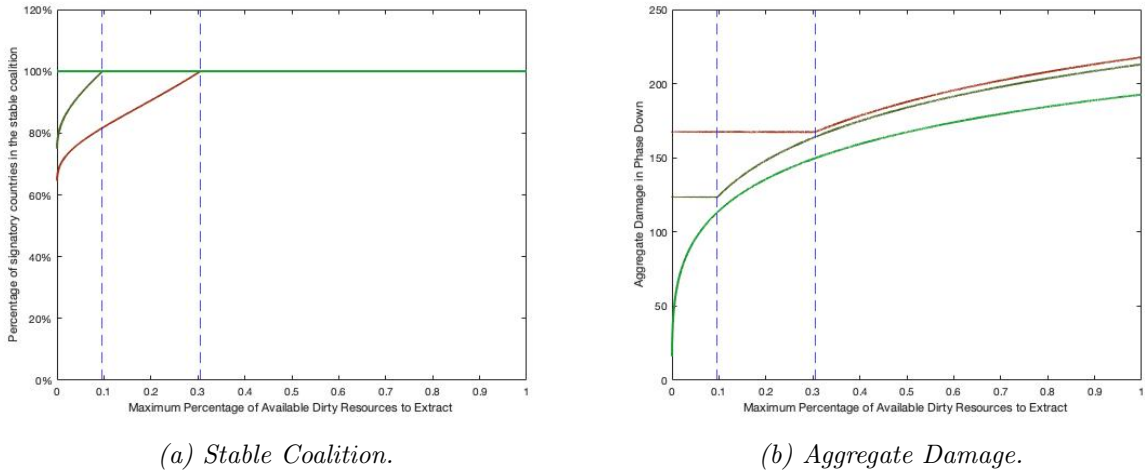 120%
100%
80%
60%
40%
20%
0%
Percentage of signatory countries in the stable coalition
0 0.1 0.2 0.3 0.4 0.5 0.6 0.7 0.8 0.9 1
Maximum Percentage of Available Dirty Resources to Extract
(a) Stable Coalition.
250
200
150
100
50
0
Aggregate Damage in Phase Down
0 0.1 0.2 0.3 0.4 0.5 0.6 0.7 0.8 0.9 1
Maximum Percentage of Available Dirty Resources to Extract
(b) Aggregate Damage.